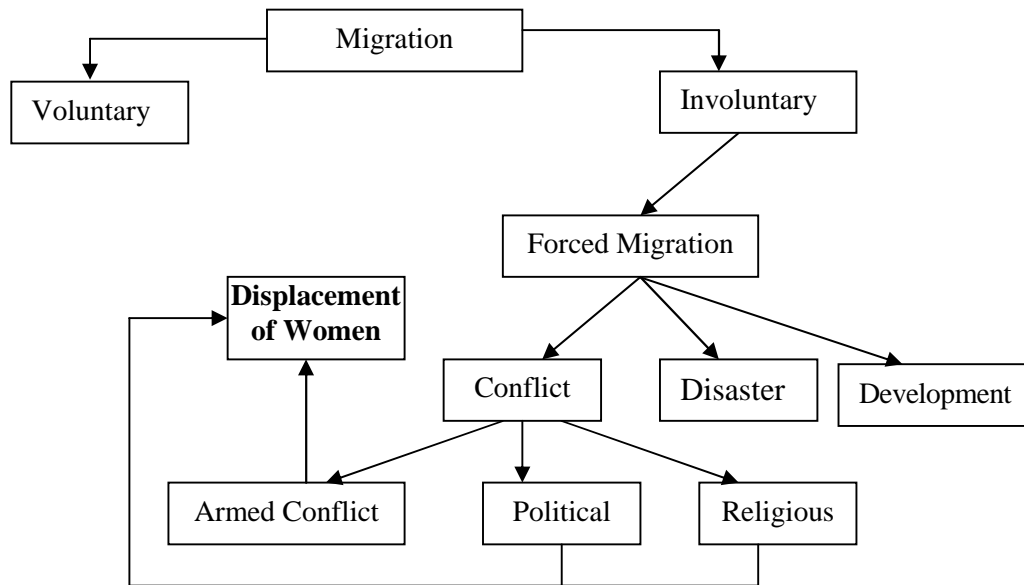 Migration
Voluntary
Involuntary
Forced Migration
Displacement
of Women
Conflict
Disaster
Development
Armed Conflict
Political
Religious